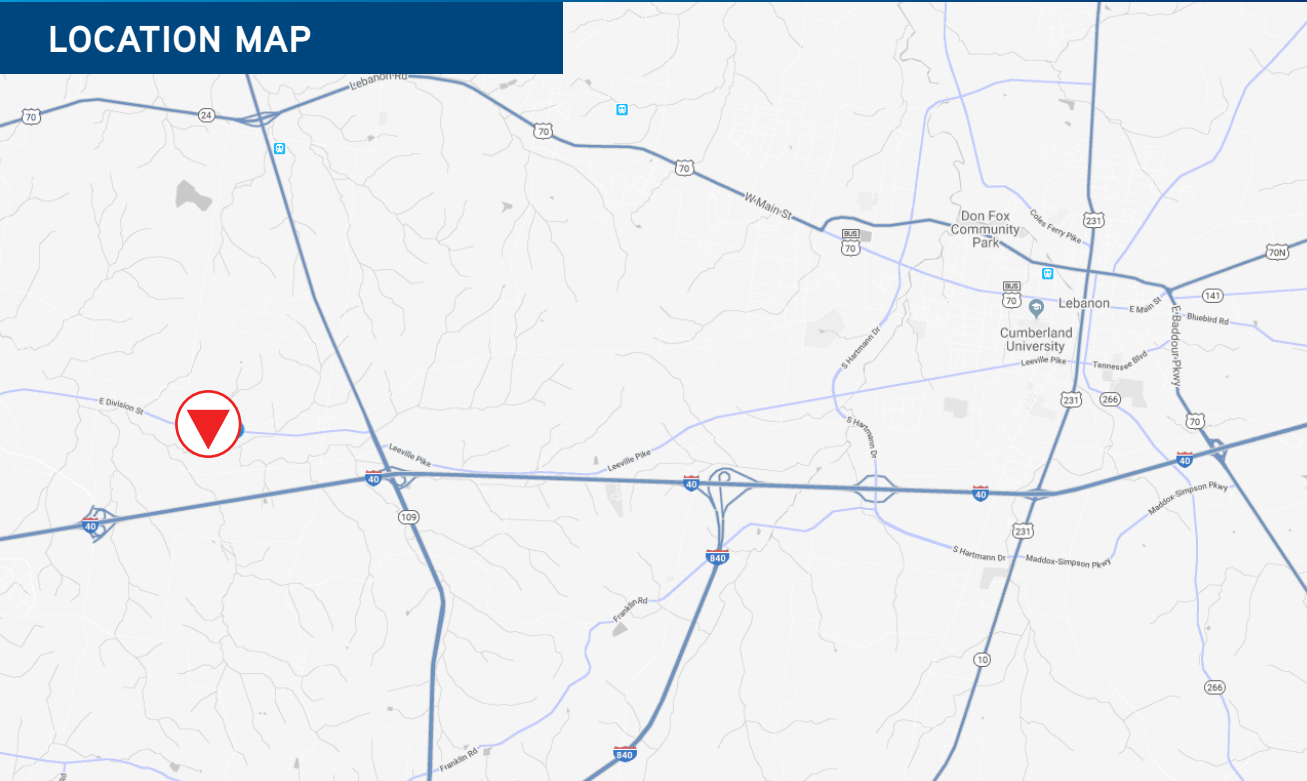 LOCATION MAP
Lebanon Rd
70
24
70
70
W Main St
BUS
70
Don Fox
Community
Park
Coles Ferry Pike
231
70N
BUS
70
Lebanon
E Main St
141
Bluebird Rd
Cumberland
University
E Baddour Pkwy
S Hartmann Dr
Leeville Pike
Tennessee Blvd
E Division St
231
266
70
S Hartmann Dr
Leeville Pike
Leeville Pike
40
40
40
40
40
Maddox-Simpson Pkwy
109
231
840
S Hartmann Dr
Maddox-Simpson Pkwy
Franklin Rd
10
266
840
Franklin Rd